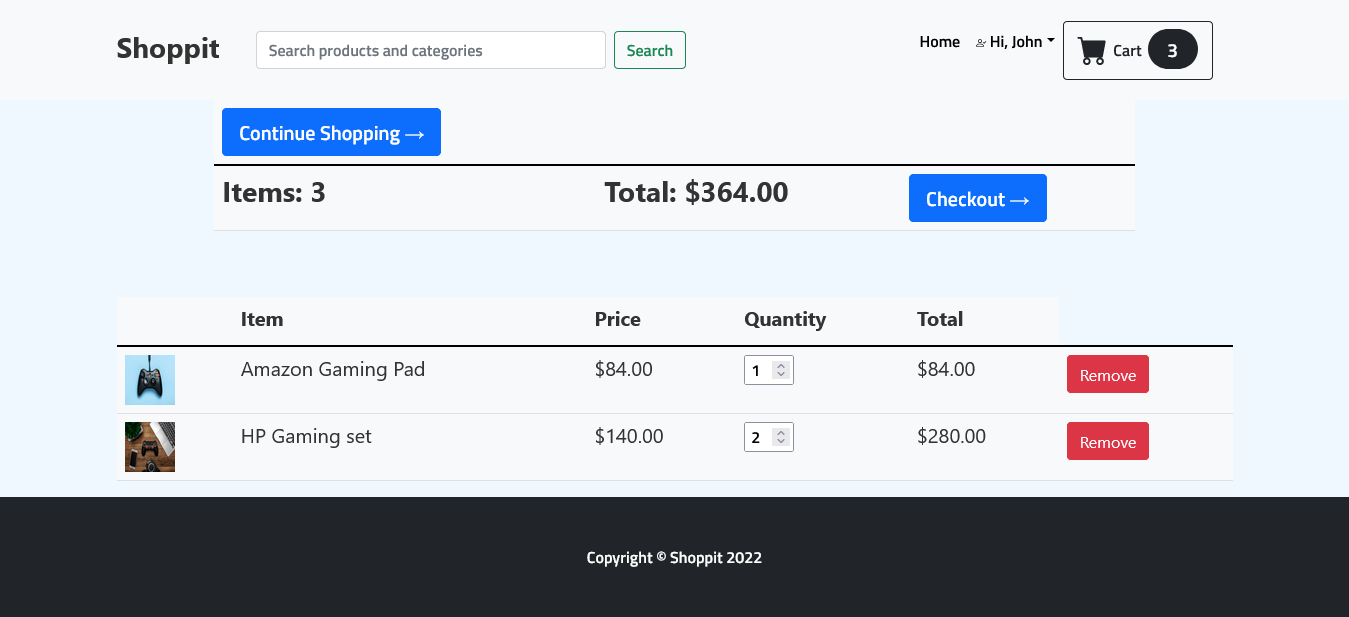 Shoppit
Search products and categories
Search
Home
Hi, John
Cart 3
Continue Shopping →
Items: 3 Total: $364.00 Checkout →
Item Price Quantity Total
Amazon Gaming Pad $84.00 1 $84.00 Remove
HP Gaming set $140.00 2 $280.00 Remove
Copyright © Shoppit 2022